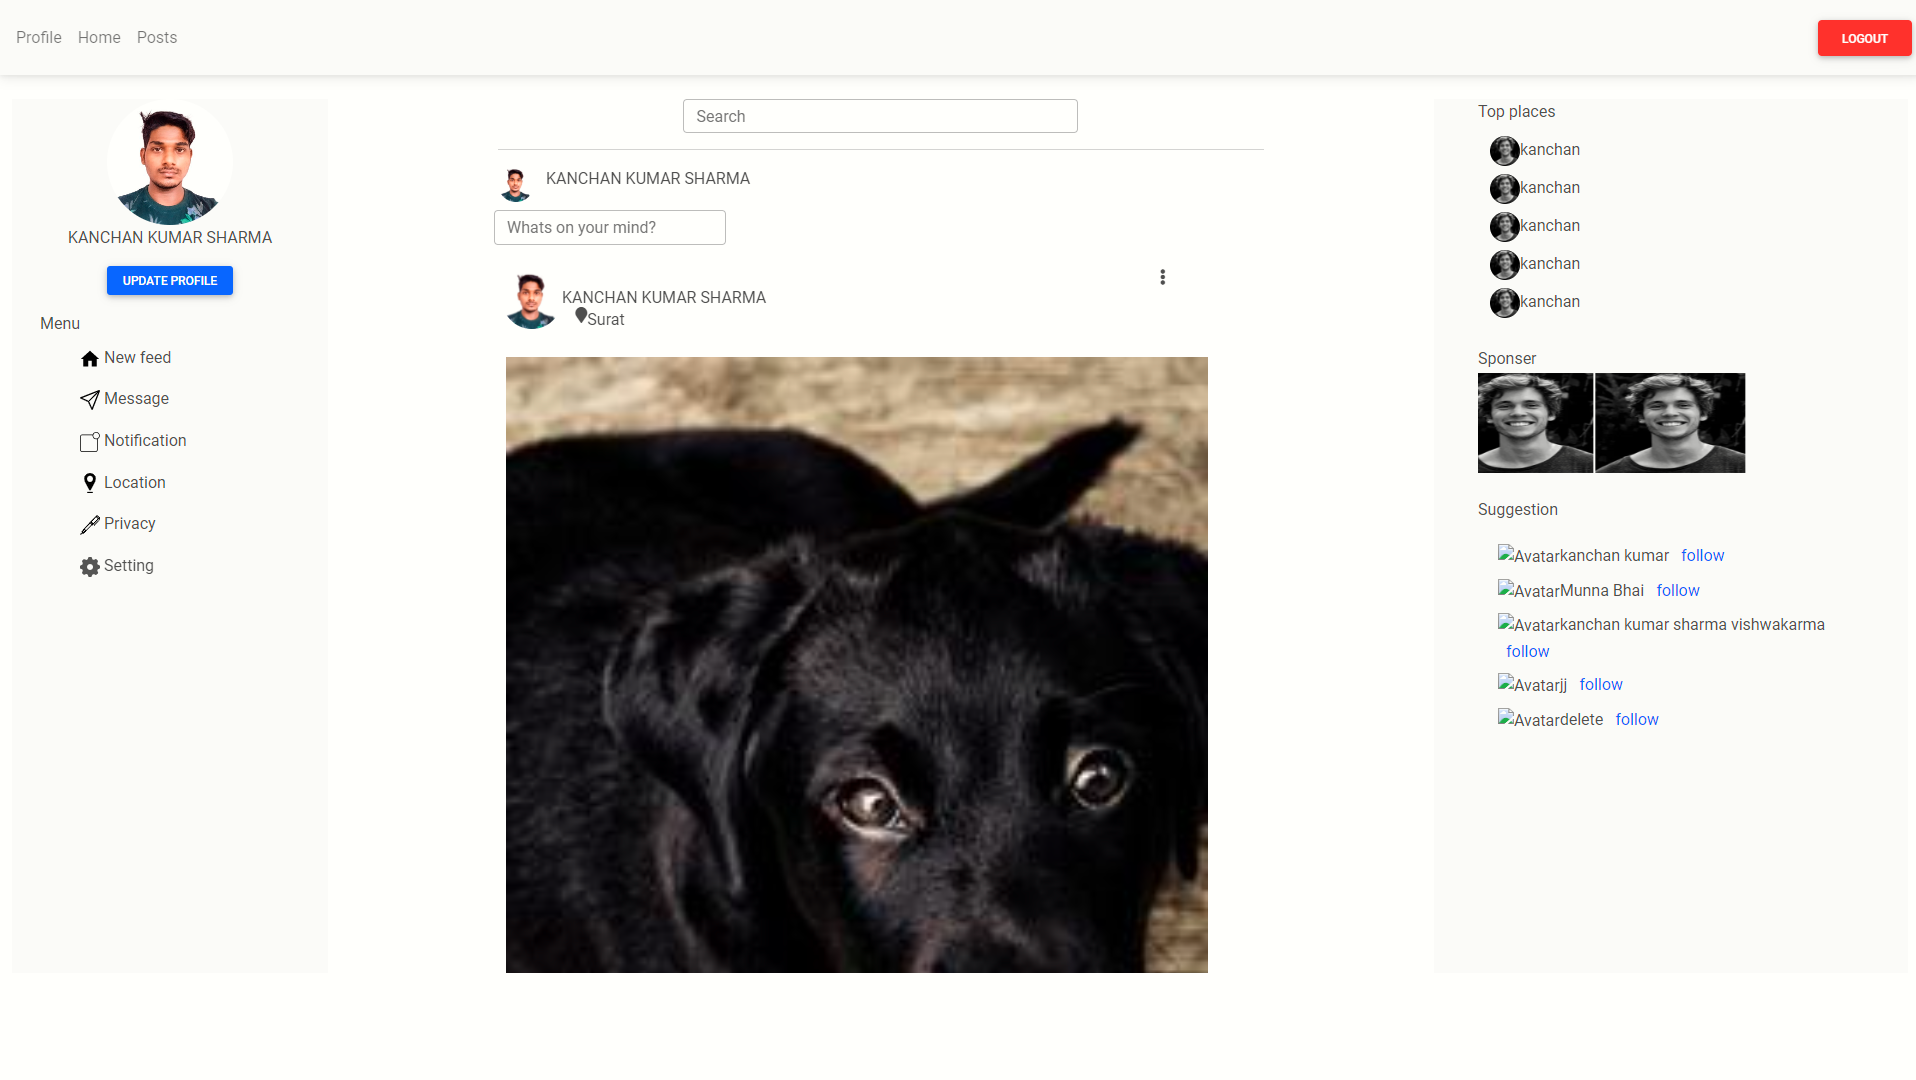 Profile Home Posts
LOGOUT
KANCHAN KUMAR SHARMA
UPDATE PROFILE
Menu
New feed
Message
Notification
Location
Privacy
Setting
Search
KANCHAN KUMAR SHARMA
Whats on your mind?
KANCHAN KUMAR SHARMA
Surat
Top places
kanchan
kanchan
kanchan
kanchan
kanchan
Sponser
Suggestion
Avatarkanchan kumar follow
AvatarMunna Bhai follow
Avatarkanchan kumar sharma vishwakarma
follow
Avatarjj follow
Avatardelete follow